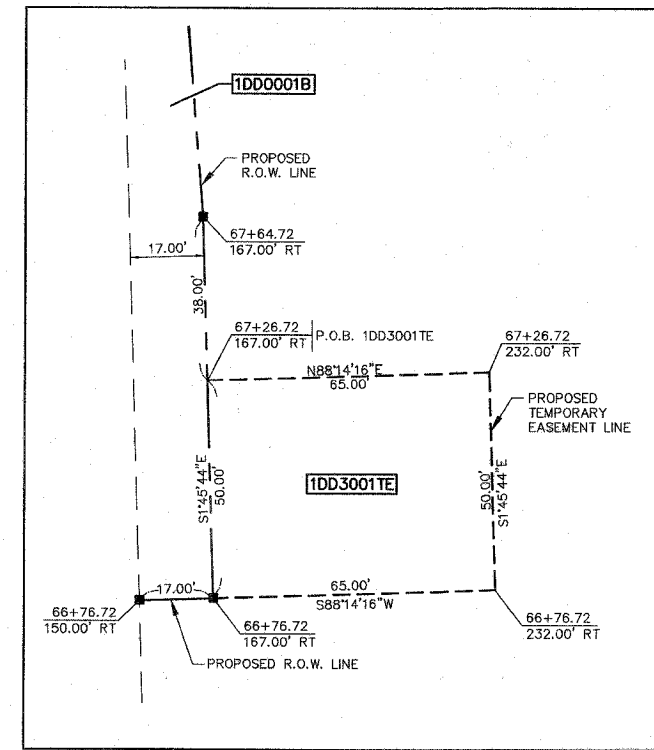 1DD0001B
PROPOSED
R.O.W. LINE
67+64.72
167.00' RT
17.00'
38.00'
67+26.72
167.00' RT
P.O.B. 1DD3001TE
67+26.72
232.00' RT
N88°14'16"E
65.00'
PROPOSED
TEMPORARY
EASEMENT LINE
S1°45'44"E
50.00'
1DD3001TE
50.00'
S1°45'44"E
17.00'
65.00'
S88°14'16"W
66+76.72
150.00' RT
66+76.72
167.00' RT
66+76.72
232.00' RT
PROPOSED R.O.W. LINE